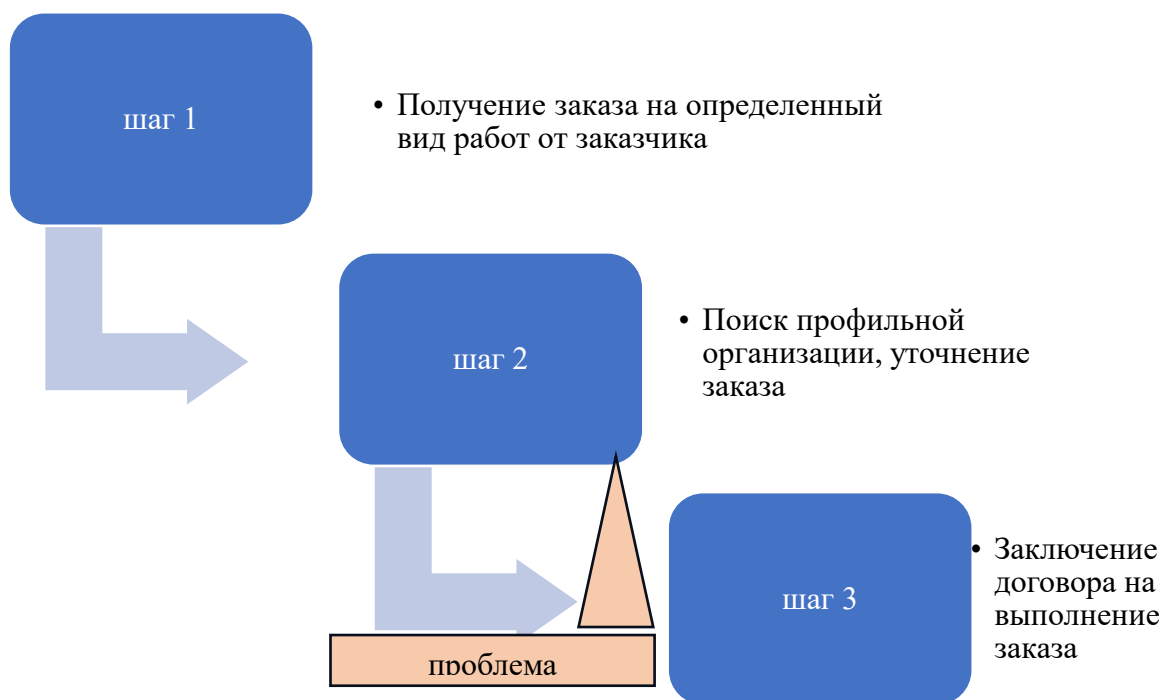 шаг 1
• Получение заказа на определенный
вид работ от заказчика
шаг 2
• Поиск профильной
организации, уточнение
заказа
шаг 3
• Заключение
договора на
выполнение
заказа
проблема